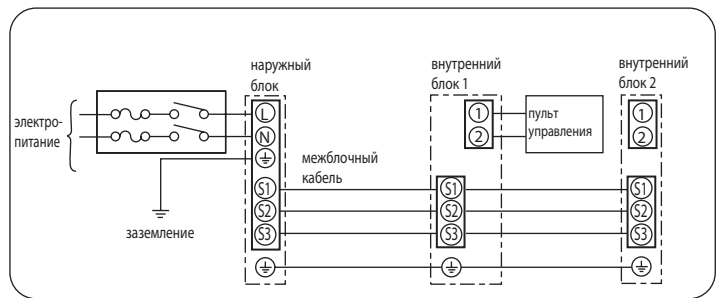 наружный
блок
внутренний
блок 1
внутренний
блок 2
электро-
питание
L
N
1
2
пульт
управления
1
2
межблочный
кабель
S1
S2
S3
S1
S2
S3
S1
S2
S3
заземление